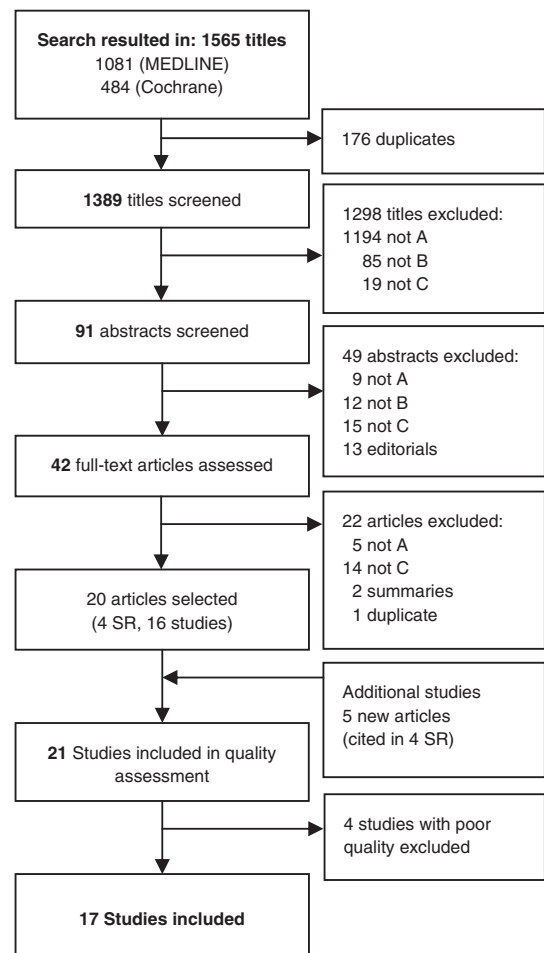 Search resulted in: 1565 titles
1081 (MEDLINE)
484 (Cochrane)
176 duplicates
1389 titles screened
1298 titles excluded:
1194 not A
85 not B
19 not C
91 abstracts screened
49 abstracts excluded:
9 not A
12 not B
15 not C
13 editorials
42 full-text articles assessed
22 articles excluded:
5 not A
14 not C
2 summaries
1 duplicate
20 articles selected
(4 SR, 16 studies)
Additional studies
5 new articles
(cited in 4 SR)
21 Studies included in quality
assessment
4 studies with poor
quality excluded
17 Studies included